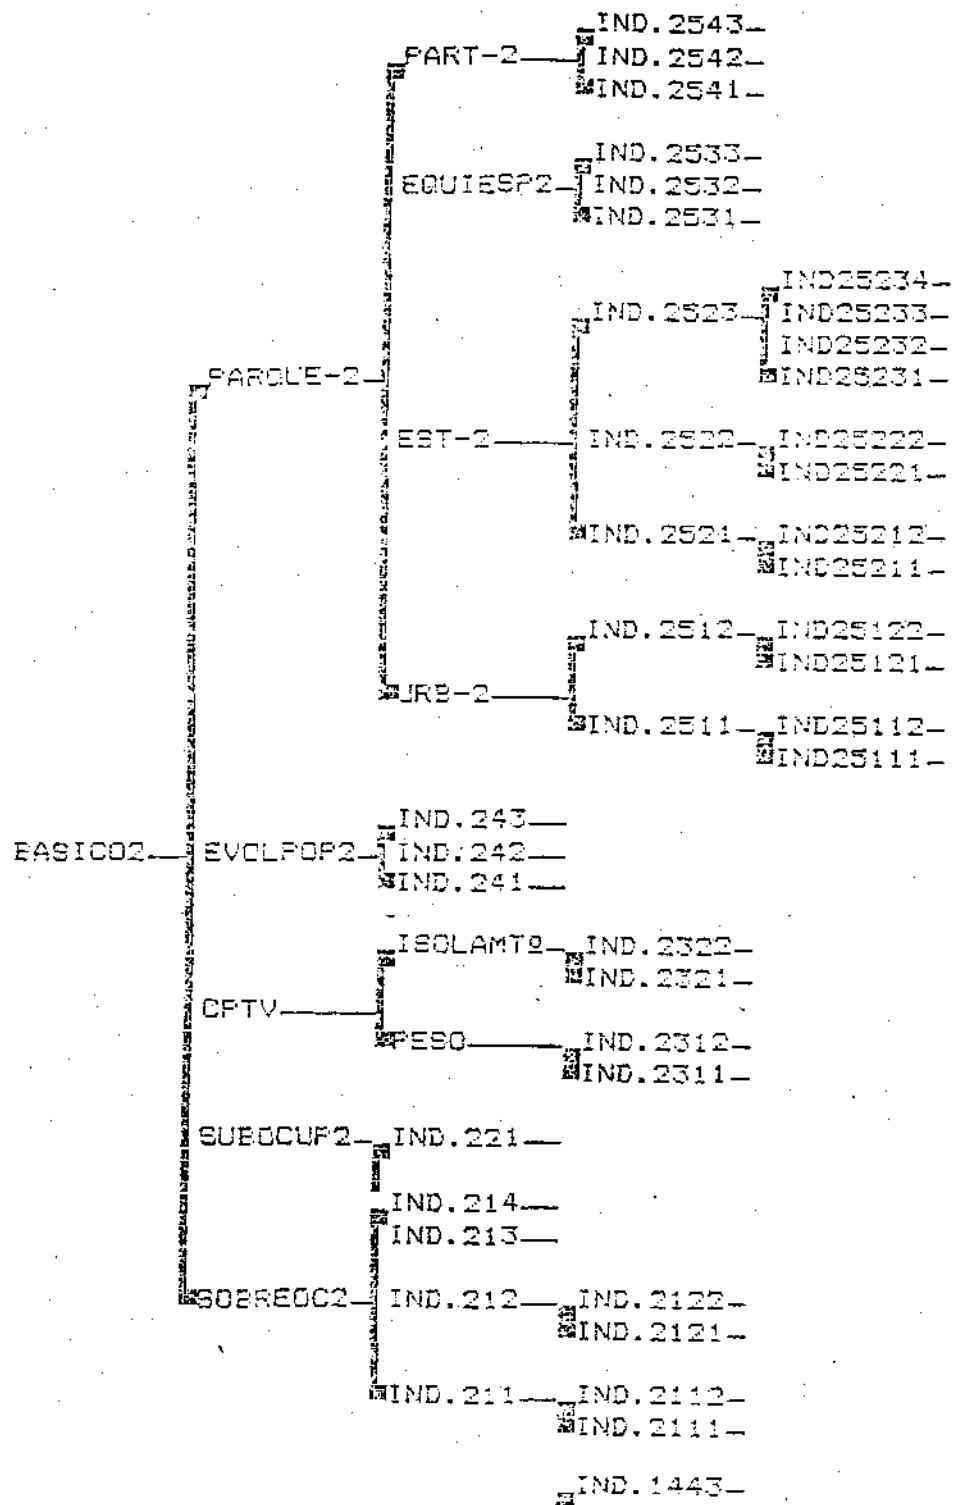 IND.2543
PART-2 IND.2542
IND.2541
IND.2533
EQUIESP2 IND.2532
IND.2531
IND25234
IND.2523 IND25233
IND25232
PARQUE-2 IND25231
EST-2 IND.2522 IND25222
IND25221
IND.2521 IND25212
IND25211
IND.2512 IND25122
IND25121
URB-2
IND.2511 IND25112
IND25111
IND.243
BASICO2 EVOLPOP2 IND.242
IND.241
ISOLAMTº IND.2322
IND.2321
CPTV
PESO IND.2312
IND.2311
SUBOCUP2 IND.221
IND.214
IND.213
SOBREOC2 IND.212 IND.2122
IND.2121
IND.211 IND.2112
IND.2111
IND.1443